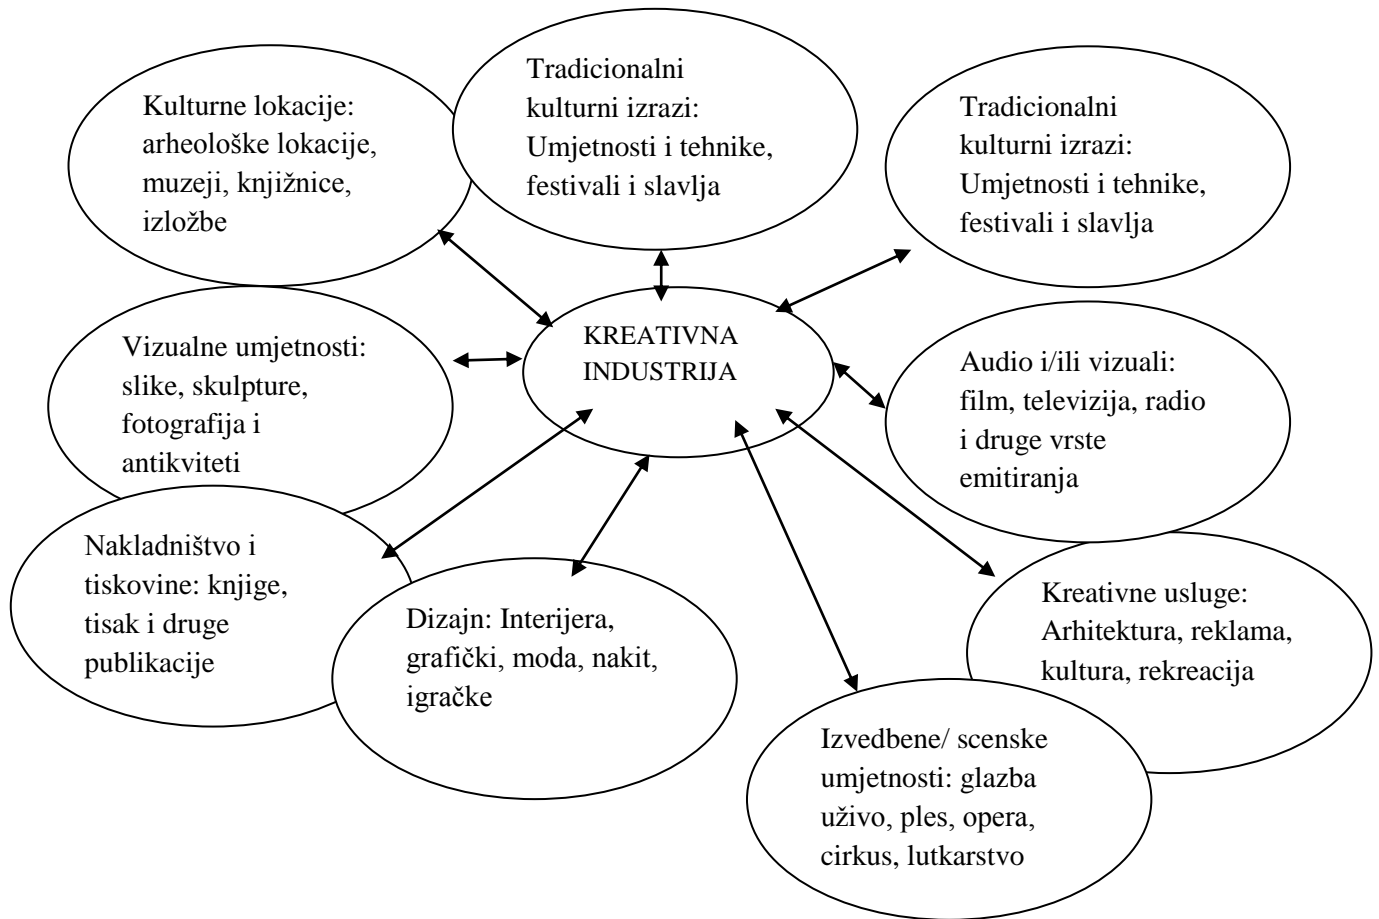 Kulturne lokacije:
arheološke lokacije,
muzeji, knjižnice,
izložbe
Tradicionalni
kulturni izrazi:
Umjetnosti i tehnike,
festivali i slavlja
Tradicionalni
kulturni izrazi:
Umjetnosti i tehnike,
festivali i slavlja
KREATIVNA
INDUSTRIJA
Vizualne umjetnosti:
slike, skulpture,
fotografija i
antikviteti
Audio i/ili vizuali:
film, televizija, radio
i druge vrste
emitiranja
Nakladništvo i
tiskovine: knjige,
tisak i druge
publikacije
Dizajn: Interijera,
grafički, moda, nakit,
igračke
Kreativne usluge:
Arhitektura, reklama,
kultura, rekreacija
Izvedbene/ scenske
umjetnosti: glazba
uživo, ples, opera,
cirkus, lutkarstvo